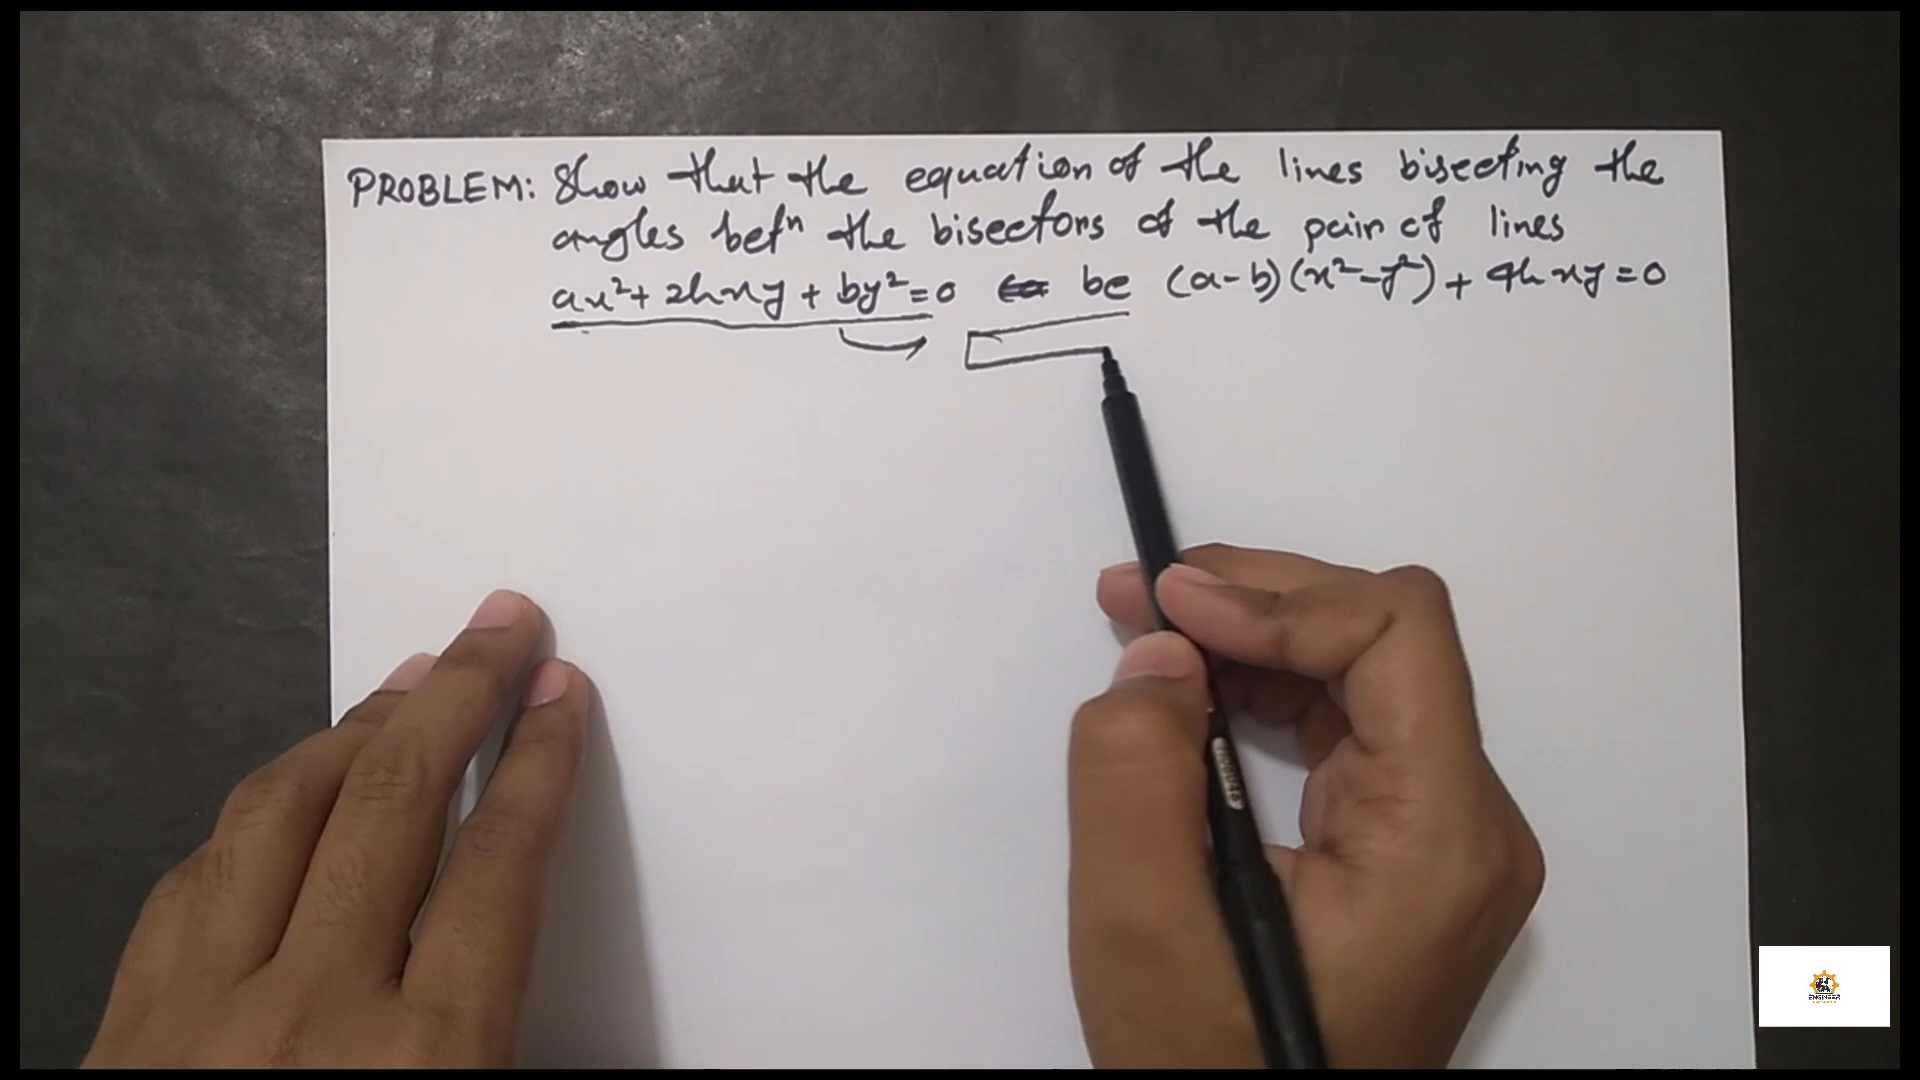 PROBLEM: Show that the equation of the lines bisecting the
angles betⁿ the bisectors of the pair of lines
ax²+2hxy+by²=0 be (a-b)(x²-y²)+4hxy=0
ENGINEER